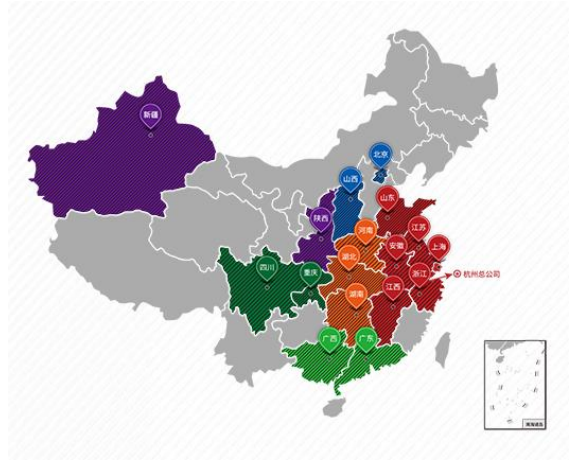 新疆
北京
山西
山东
陕西
河南
江苏
安徽
上海
湖北
四川
重庆
浙江
杭州总公司
湖南
江西
广西
广东
南海诸岛